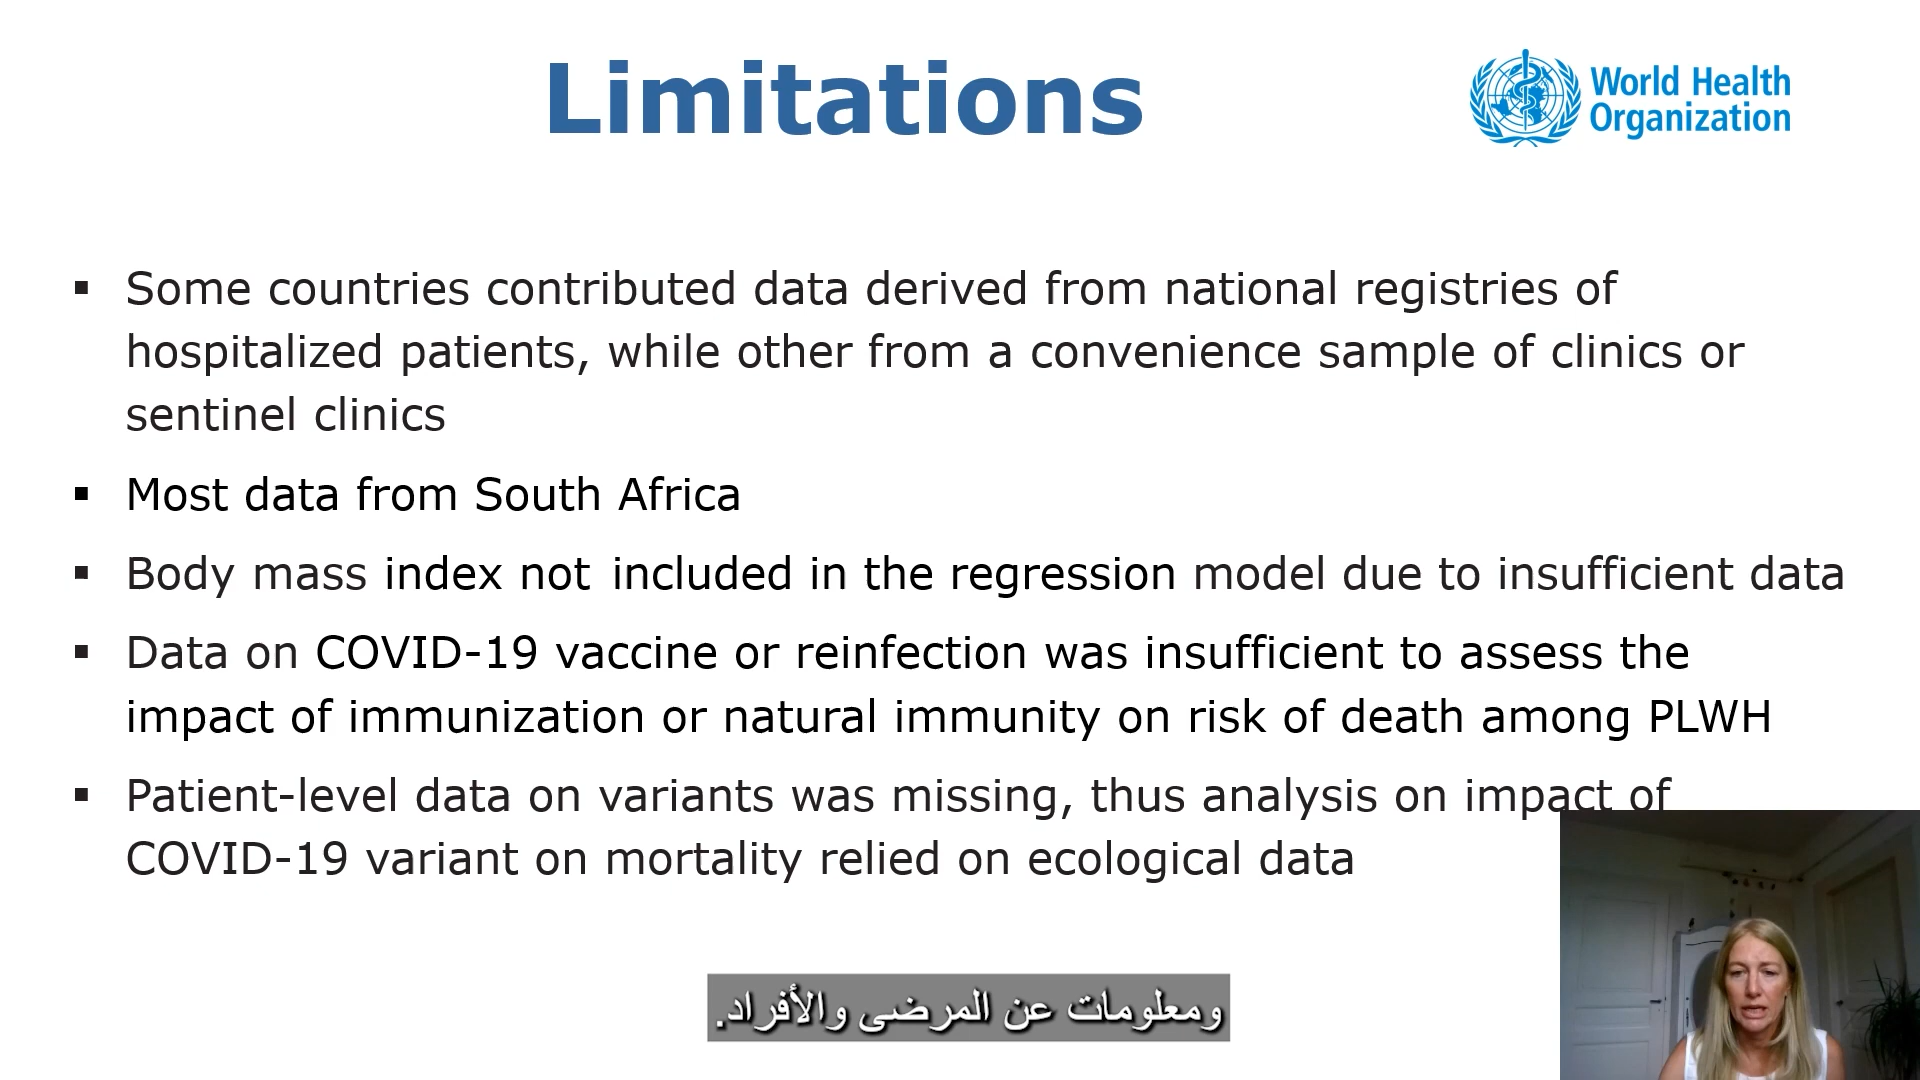 Limitations
World Health
Organization
▪ Some countries contributed data derived from national registries of
hospitalized patients, while other from a convenience sample of clinics or
sentinel clinics
▪ Most data from South Africa
▪ Body mass index not included in the regression model due to insufficient data
▪ Data on COVID-19 vaccine or reinfection was insufficient to assess the
impact of immunization or natural immunity on risk of death among PLWH
▪ Patient-level data on variants was missing, thus analysis on impact of
COVID-19 variant on mortality relied on ecological data
ومعلومات عن المرضى والأفراد.